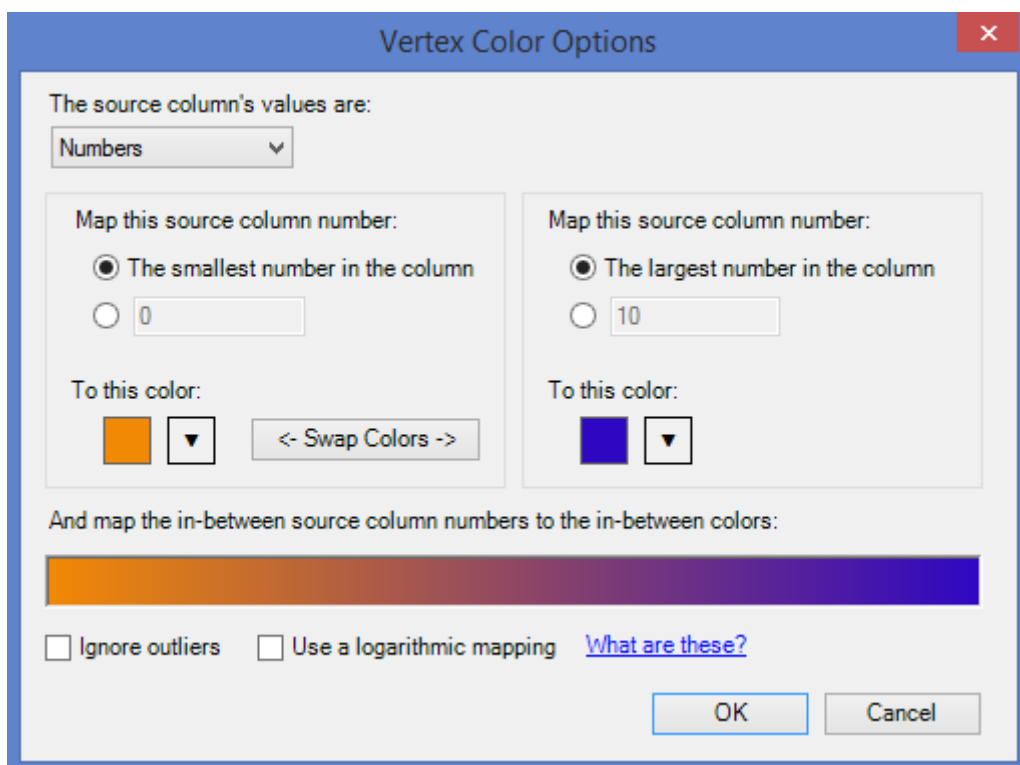 Vertex Color Options
The source column's values are:
Numbers
Map this source column number:
The smallest number in the column
0
To this color:
<- Swap Colors ->
Map this source column number:
The largest number in the column
10
To this color:
And map the in-between source column numbers to the in-between colors:
Ignore outliers
Use a logarithmic mapping
What are these?
OK
Cancel